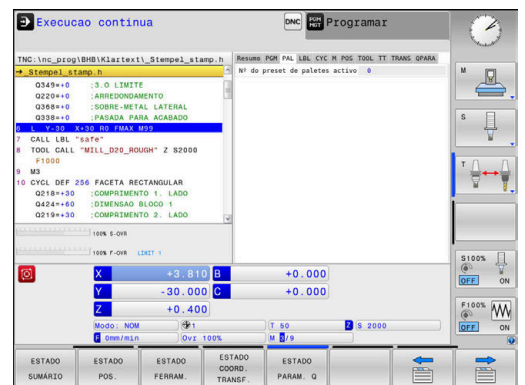 Execucao continua
DNC
PGM MGT
Programar
TNC:\nc_prog\BHB\Klartext\_Stempel_stamp.h
→_Stempel_stamp.h
Q349=+0 ;3.O LIMITE
Q220=+0 ;ARREDONDAMENTO
Q368=+0 ;SOBRE-METAL LATERAL
Q338=+0 ;PASADA PARA ACABADO
6 L Y-30 X+30 R0 FMAX M99
7 CALL LBL "safe"
8 TOOL CALL "MILL_D20_ROUGH" Z S2000
F1000
9 M3
10 CYCL DEF 256 FACETA RECTANGULAR
Q218=+30 ;COMPRIMENTO 1. LADO
Q424=+60 ;DIMENSAO BLOCO 1
Q219=+30 ;COMPRIMENTO 2. LADO
Resumo PGM PAL LBL CYC M POS TOOL TT TRANS QPARA
Nº do preset de paletes activo 0
100% S-OVR
100% F-OVR LIMIT 1
X +3.810 B +0.000
Y -30.000 C +0.000
Z +0.400
Modo: NOM 1 T 50 Z S 2000
F 0mm/min Ovr 100% M 5/9
M
S
T
S100%
OFF ON
F100%
OFF ON
ESTADO SUMÁRIO
ESTADO POS.
ESTADO FERRAM.
ESTADO COORD. TRANSF.
ESTADO PARAM. Q